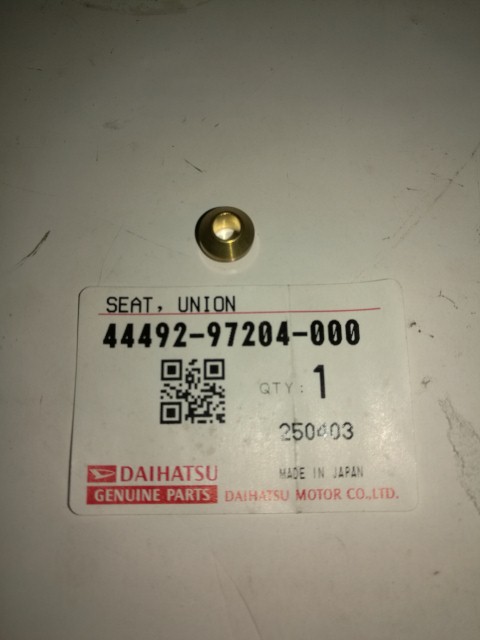 SEAT, UNION
44492-97204-000
QTY: 1
250403
DAIHATSU MADE IN JAPAN
GENUINE PARTS DAIHATSU MOTOR CO.,LTD.